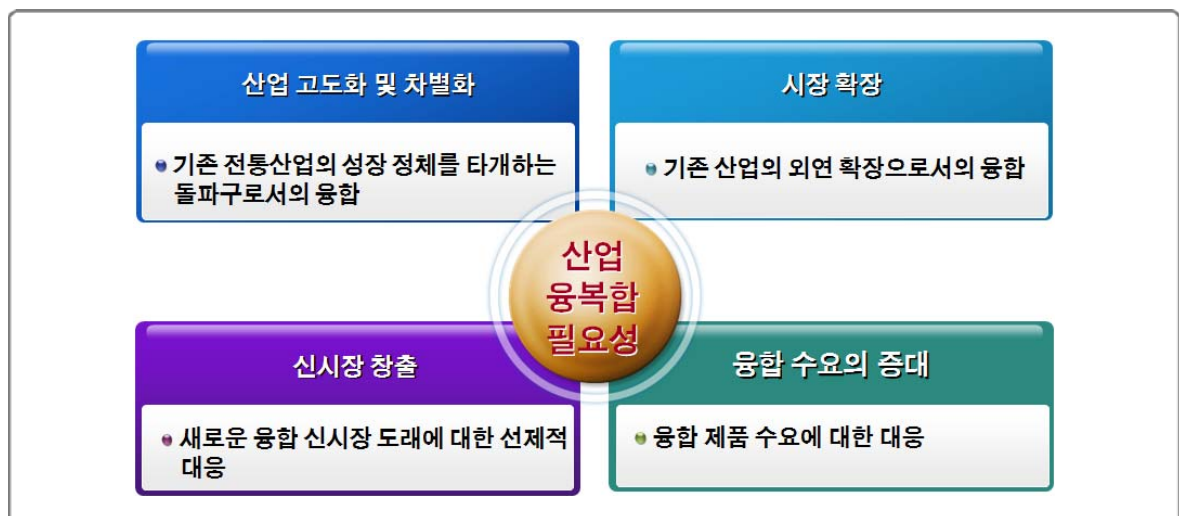 산업 고도화 및 차별화
기존 전통산업의 성장 정체를 타개하는
돌파구로서의 융합
시장 확장
기존 산업의 외연 확장으로서의 융합
산업
융복합
필요성
신시장 창출
새로운 융합 신시장 도래에 대한 선제적
대응
융합 수요의 증대
융합 제품 수요에 대한 대응